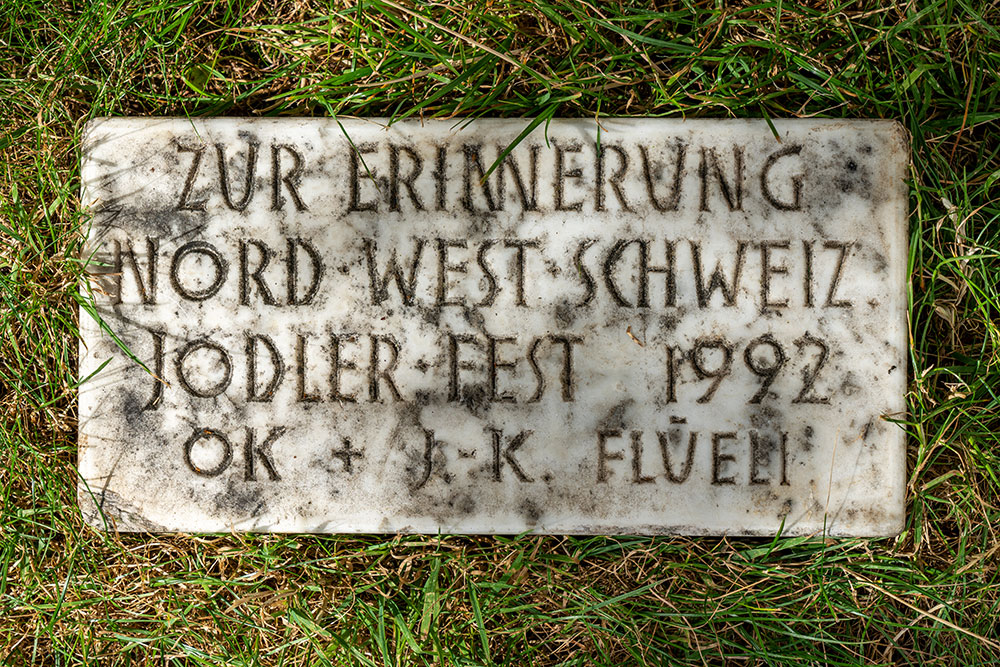 ZUR ERINNERUNG
NORD WEST·SCHWEIZ
JODLER·FEST 1992
OK + J.·K. FLÜELI